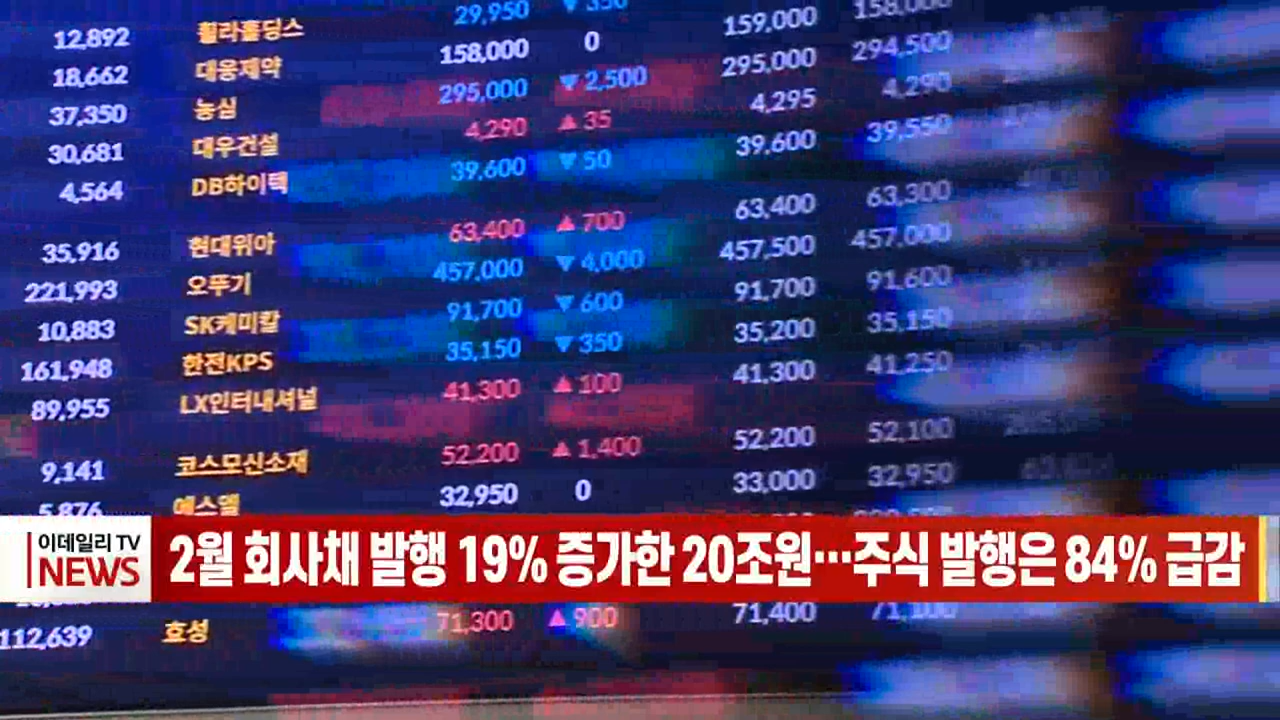 29,950 ▼350
12,892 휠라홀딩스 158,000 0 159,000 158,000
18,662 대웅제약 295,000 ▼2,500 295,000 294,500
37,350 농심 4,290 ▲35 4,295 4,290
30,681 대우건설 39,600 ▼50 39,600 39,550
4,564 DB하이텍
63,400 ▲700 63,400 63,300
35,916 현대위아 457,000 ▼4,000 457,500 457,000
221,993 오뚜기 91,700 ▼600 91,700 91,600
10,883 SK케미칼 35,150 ▼350 35,200 35,150
161,948 한전KPS 41,300 ▲100 41,300 41,250
89,955 LX인터내셔널
52,200 ▲1,400 52,200 52,100
9,141 코스모신소재 32,950 0 33,000 32,950
5,876 에스엘
이데일리 TV
NEWS
2월 회사채 발행 19% 증가한 20조원…주식 발행은 84% 급감
112,639 효성 71,300 ▲900 71,400 71,100